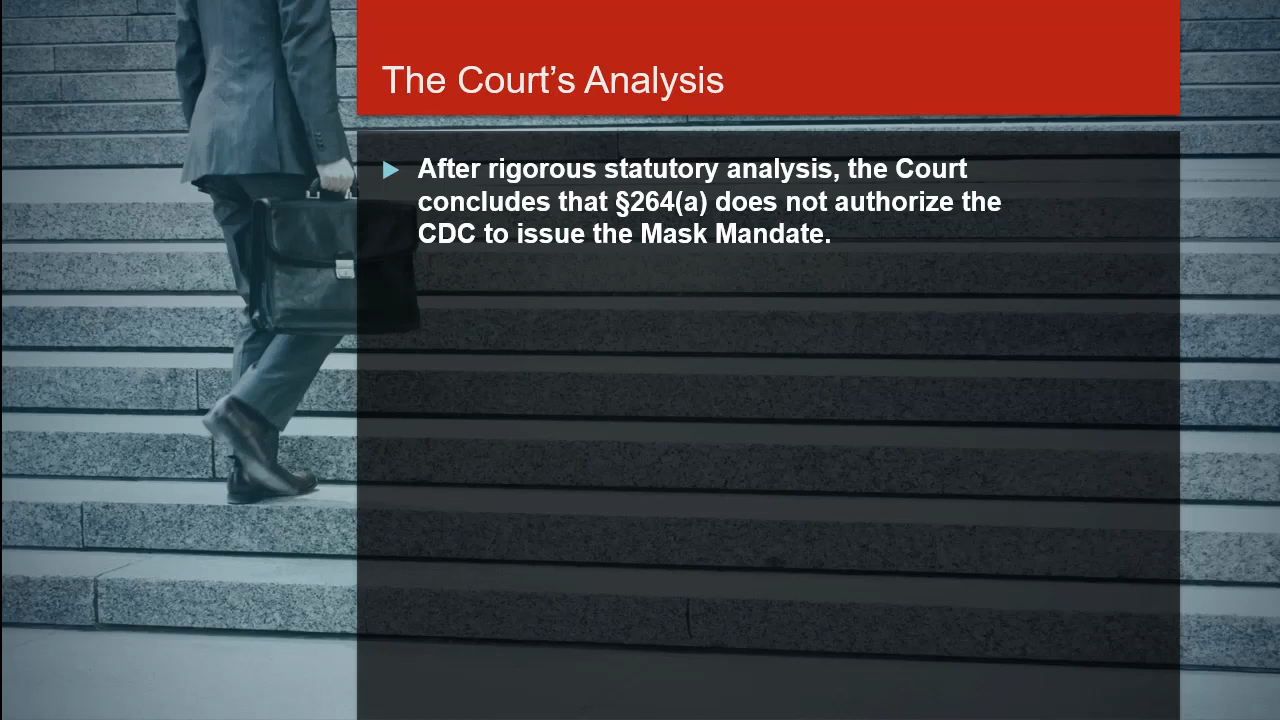 The Court’s Analysis
After rigorous statutory analysis, the Court
concludes that §264(a) does not authorize the
CDC to issue the Mask Mandate.